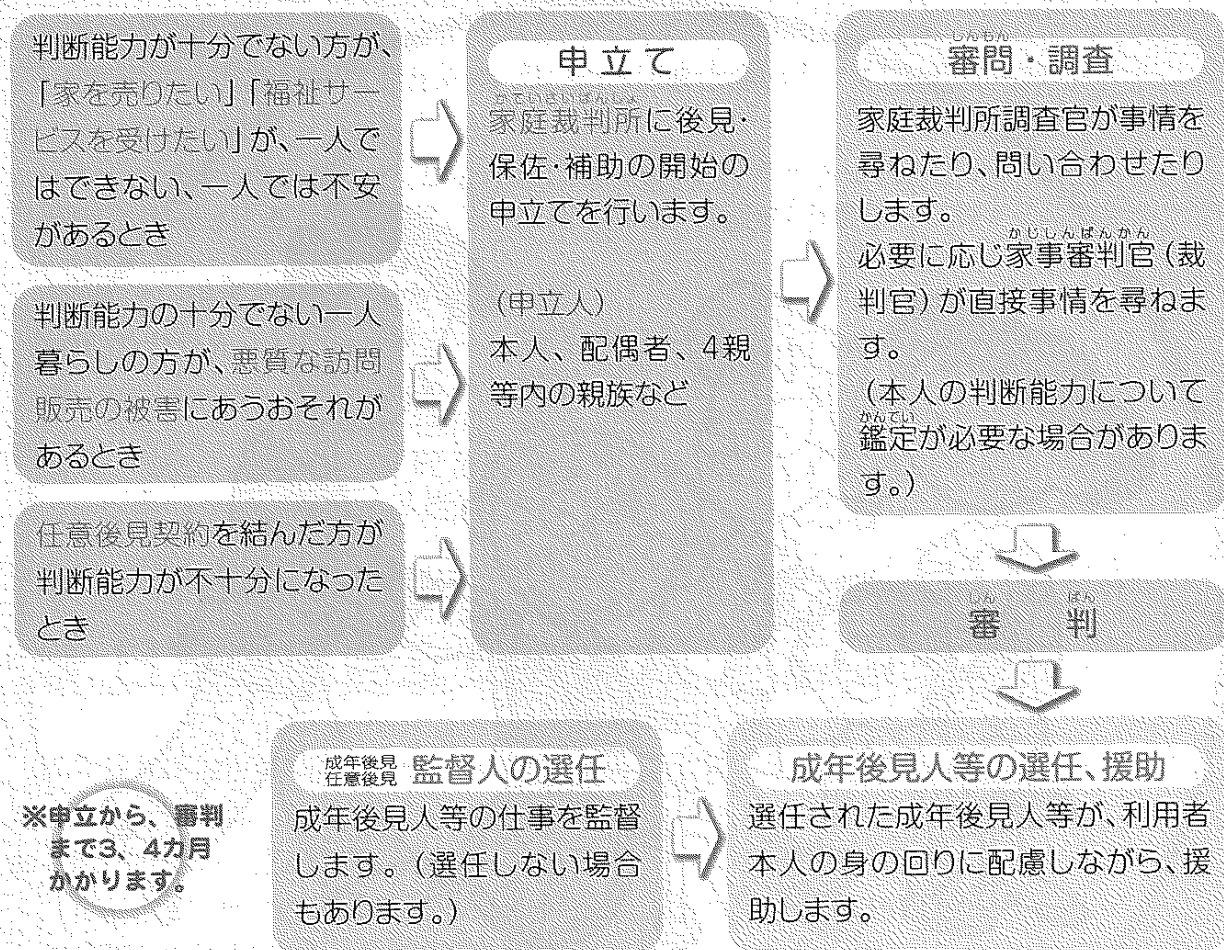 判断能力が十分でない方が、
「家を売りたい」「福祉サー
ビスを受けたい」が、一人で
はできない、一人では不安
があるとき
判断能力の十分でない一人
暮らしの方が、悪質な訪問
販売の被害にあうおそれが
あるとき
任意後見契約を結んだ方が
判断能力が不十分になった
とき
申立て
かていさいばんしょ
家庭裁判所に後見・
保佐・補助の開始の
申立てを行います。
（申立人）
本人、配偶者、4親
等内の親族など
しんもん
審問・調査
家庭裁判所調査官が事情を
尋ねたり、問い合わせたり
します。
かじしんぱんかん
必要に応じ家事審判官（裁
判官）が直接事情を尋ねま
す。
（本人の判断能力について
かんてい
鑑定が必要な場合がありま
す。）
しん ぱん
審 判
成年後見人等の選任、援助
選任された成年後見人等が、利用者
本人の身の回りに配慮しながら、援
助します。
成年後見
任意後見 監督人の選任
成年後見人等の仕事を監督
します。（選任しない場合
もあります。）
※申立から、審判
まで3、4カ月
かかります。